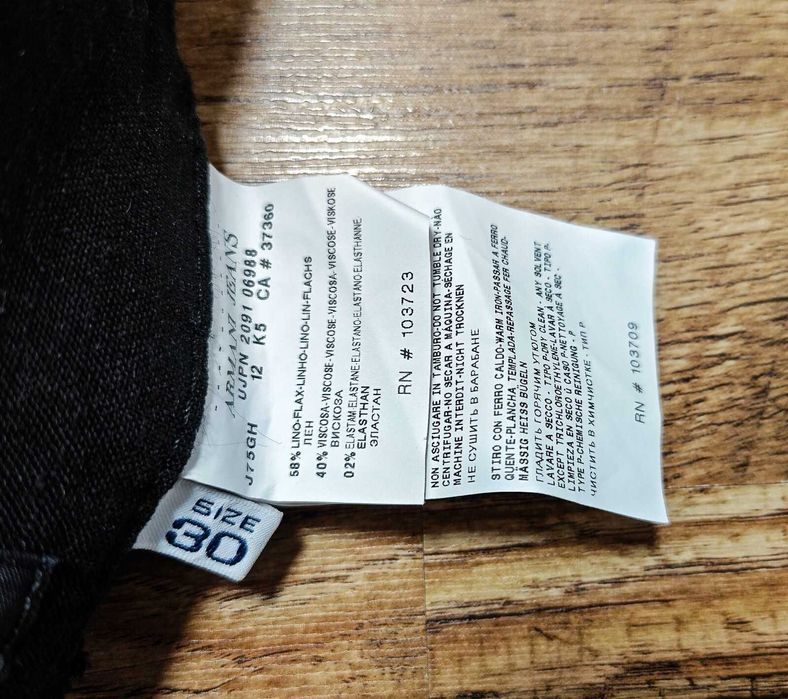 ARMANI JEANS
UJPN 2091 06988
12 K5 CA # 37360
J75GH
58% LINO-FLAX-LINHO-LINO-LIN-FLACHS
ЛЕН
40% VISCOSA-VISCOSE-VISCOSA-VISCOSE-VISKOSE
ВИСКОЗА
02% ELASTAM ELASTANE-ELASTANO-ELASTHANNE
ELASTHAN
ЭЛАСТАН
RN # 103723
NON ASCIUGARE IN TAMBURO-DO NOT TUMBLE DRY-NAO
CENTRIFUGAR-NO SECAR A MAQUINA-SECHAGE EN
MACHINE INTERDIT-NIGHT TROCKNEN
НЕ СУШИТЬ В БАРАБАНЕ
STIRO CON FERRO CALDO-WARM IRON-PASSAR A FERRO
QUENTE-PLANCHA TEMPLADA-REPASSAGE FER CHAUD-
MÄSSIG HEISS BÜGELN
ГЛАДИТЬ ГОРЯЧИМ УТЮГОМ
LAVARE A SECCO - TIPO P-DRY CLEAN - ANY SOLVENT
EXCEPT TRICHLOROETHYLENE-LAVAR A SECO - TIPO P-
LIMPIEZA EN SECO O CASO P-NETTOYAGE A SEC -
TYPE P-CHEMISCHE REINIGUNG - P
ЧИСТИТЬ В ХИМЧИСТКЕ - ТИП P
RN # 103709
SIZE
30